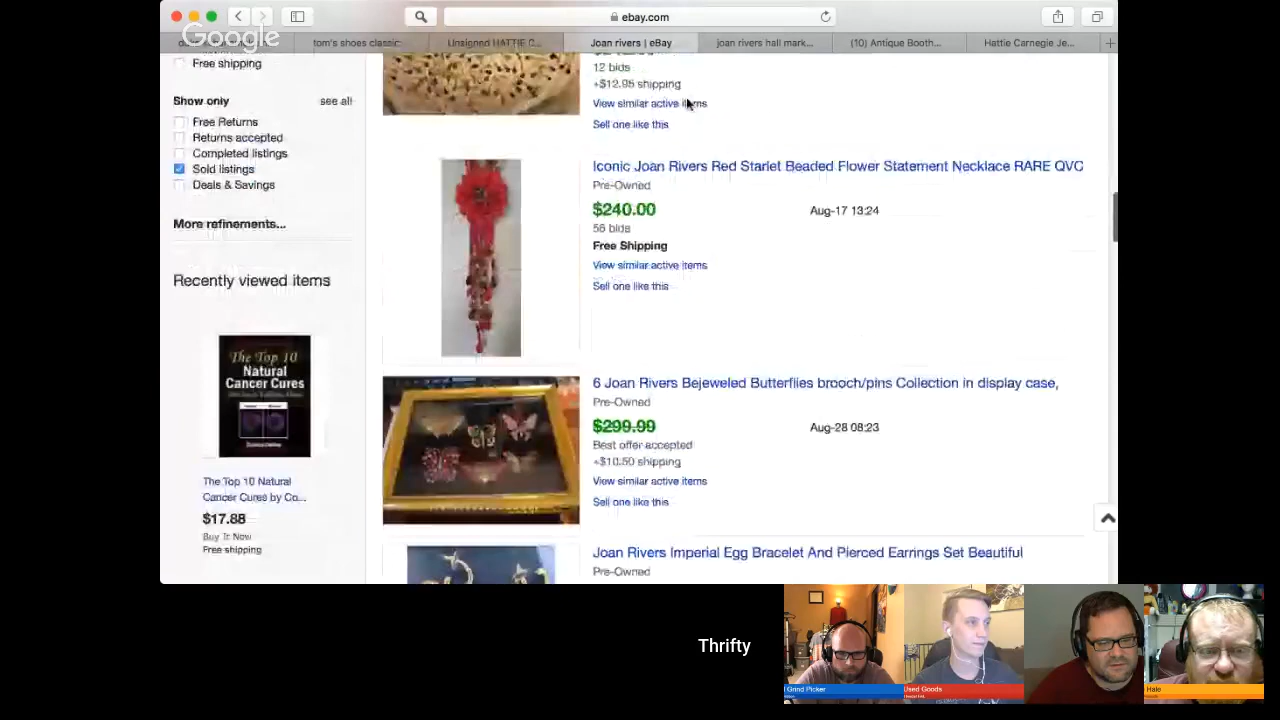 ebay.com
Google
tom's shoes classic
Unsigned HATTIE C...
Joan rivers | eBay
joan rivers hall mark...
(10) Antique Booth...
Hattie Carnegie Je...
Free shipping
Show only
see all
Free Returns
Returns accepted
Completed listings
Sold listings
Deals & Savings
More refinements...
Recently viewed items
The Top 10
Natural
Cancer Cures
The Top 10 Natural
Cancer Cures by Co...
$17.88
Buy It Now
Free shipping
12 bids
+$12.95 shipping
View similar active items
Sell one like this
Iconic Joan Rivers Red Starlet Beaded Flower Statement Necklace RARE QVC
Pre-Owned
$240.00
Aug-17 13:24
56 bids
Free Shipping
View similar active items
Sell one like this
6 Joan Rivers Bejeweled Butterflies brooch/pins Collection in display case,
Pre-Owned
$299.99
Aug-28 08:23
Best offer accepted
+$10.50 shipping
View similar active items
Sell one like this
Joan Rivers Imperial Egg Bracelet And Pierced Earrings Set Beautiful
Pre-Owned
Thrifty
Grind Picker
Used Goods
Hale